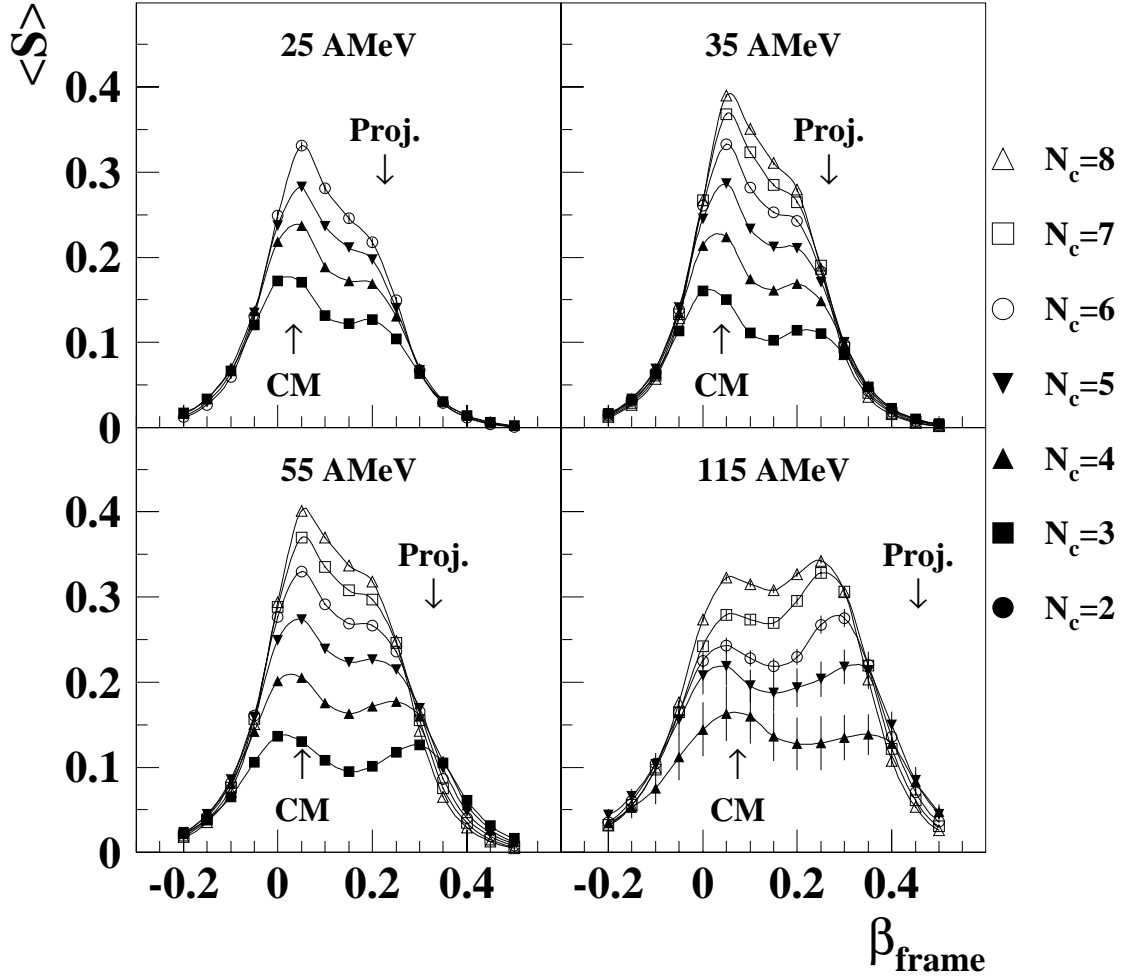 <S>
25 AMeV
35 AMeV
0.4
Proj.
↓
Proj.
↓
0.3
0.2
0.1
↑
CM
↑
CM
0
55 AMeV
115 AMeV
0.4
Proj.
↓
Proj.
↓
0.3
0.2
0.1
↑
CM
↑
CM
0
-0.2 0 0.2 0.4
-0.2 0 0.2 0.4
β_frame
N_c=8
N_c=7
N_c=6
N_c=5
N_c=4
N_c=3
N_c=2